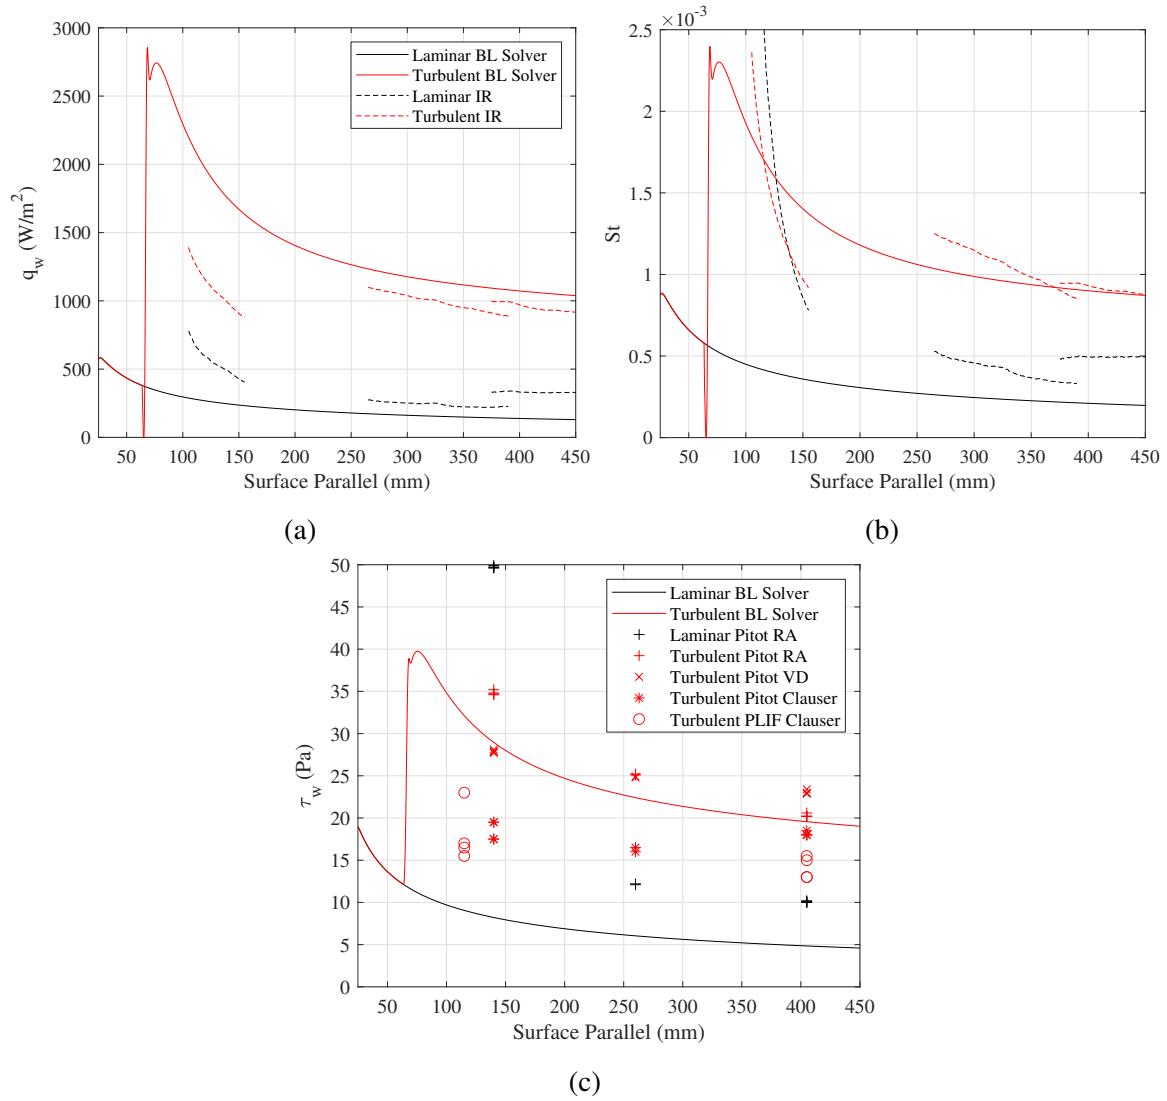 3000
2500
2000
1500
1000
500
0
q_w (W/m^2)
50 100 150 200 250 300 350 400 450
Surface Parallel (mm)
Laminar BL Solver
Turbulent BL Solver
Laminar IR
Turbulent IR
(a)
×10^-3
2.5
2
1.5
1
0.5
0
St
50 100 150 200 250 300 350 400 450
Surface Parallel (mm)
(b)
50
45
40
35
30
25
20
15
10
5
0
τ_w (Pa)
50 100 150 200 250 300 350 400 450
Surface Parallel (mm)
Laminar BL Solver
Turbulent BL Solver
Laminar Pitot RA
Turbulent Pitot RA
Turbulent Pitot VD
Turbulent Pitot Clauser
Turbulent PLIF Clauser
(c)